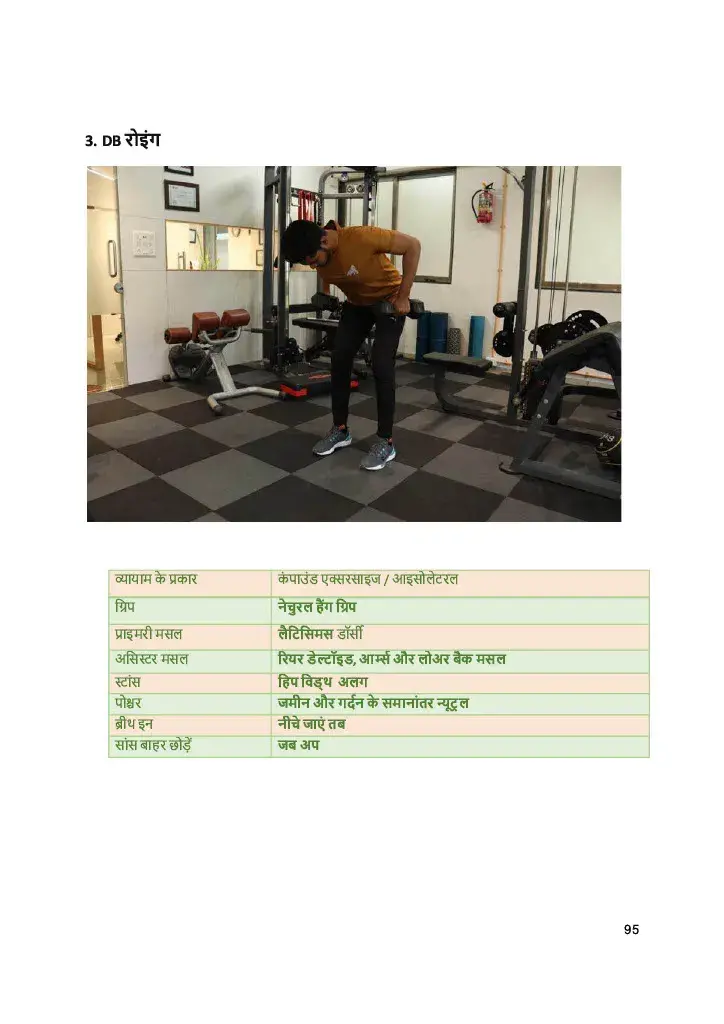 3. DB रोइंग
व्यायाम के प्रकार कंपाउंड एक्सरसाइज / आइसोलेटरल
ग्रिप नेचुरल हैंग ग्रिप
प्राइमरी मसल लैटिसिमस डॉर्सी
असिस्टर मसल रियर डेल्टॉइड, आर्म्स और लोअर बैक मसल
स्टांस हिप विड्थ अलग
पोश्चर जमीन और गर्दन के समानांतर न्यूट्रल
ब्रीथ इन नीचे जाएं तब
सांस बाहर छोड़ें जब अप
95